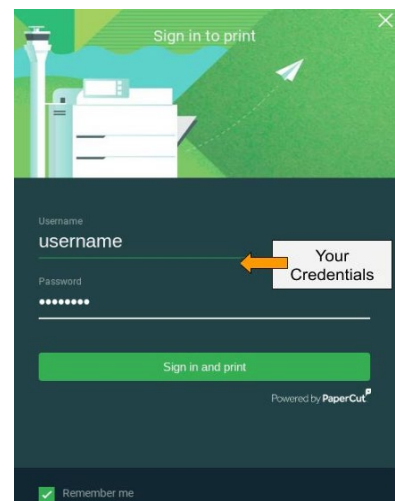 Sign in to print
Username
username
Your
Credentials
Password
••••••••
Sign in and print
Powered by PaperCut
Remember me